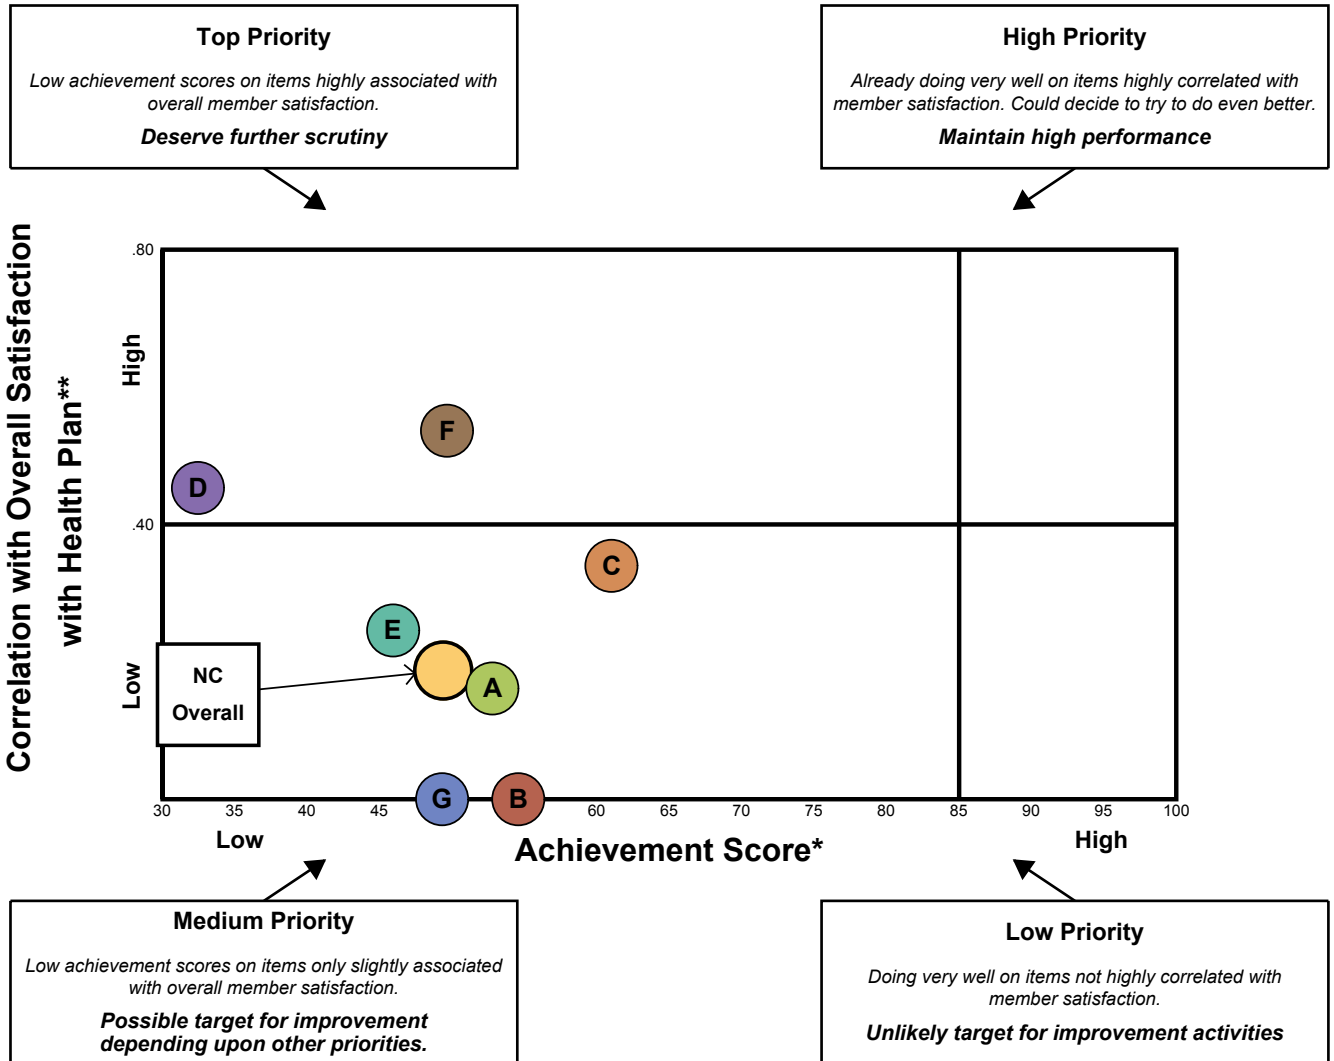 Top Priority
Low achievement scores on items highly associated with
overall member satisfaction.
Deserve further scrutiny
High Priority
Already doing very well on items highly correlated with
member satisfaction. Could decide to try to do even better.
Maintain high performance
Correlation with Overall Satisfaction
with Health Plan**
.80
High
.40
Low
F
D
C
E
A
G
B
NC
Overall
30
35
40
45
60
65
70
75
80
85
90
95
100
Low
Achievement Score*
High
Medium Priority
Low achievement scores on items only slightly associated
with overall member satisfaction.
Possible target for improvement
depending upon other priorities.
Low Priority
Doing very well on items not highly correlated with
member satisfaction.
Unlikely target for improvement activities